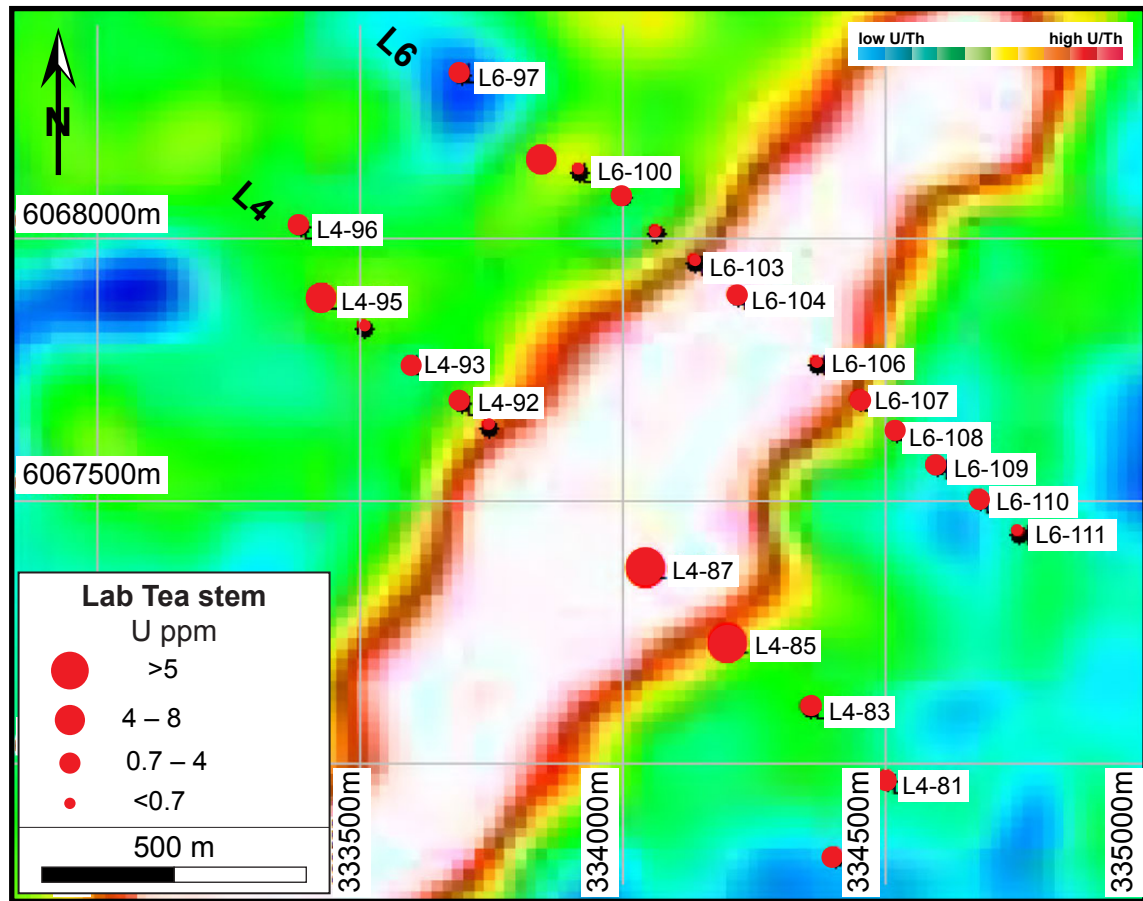 low U/Th high U/Th
L6
L6-97
N
L6-100
L4
6068000m
L4-96
L6-103
L4-95
L6-104
L4-93
L6-106
L4-92
L6-107
L6-108
6067500m
L6-109
L6-110
L6-111
L4-87
Lab Tea stem
U ppm
>5
L4-85
4 – 8
L4-83
0.7 – 4
L4-81
<0.7
500 m
333500m
334000m
334500m
335000m